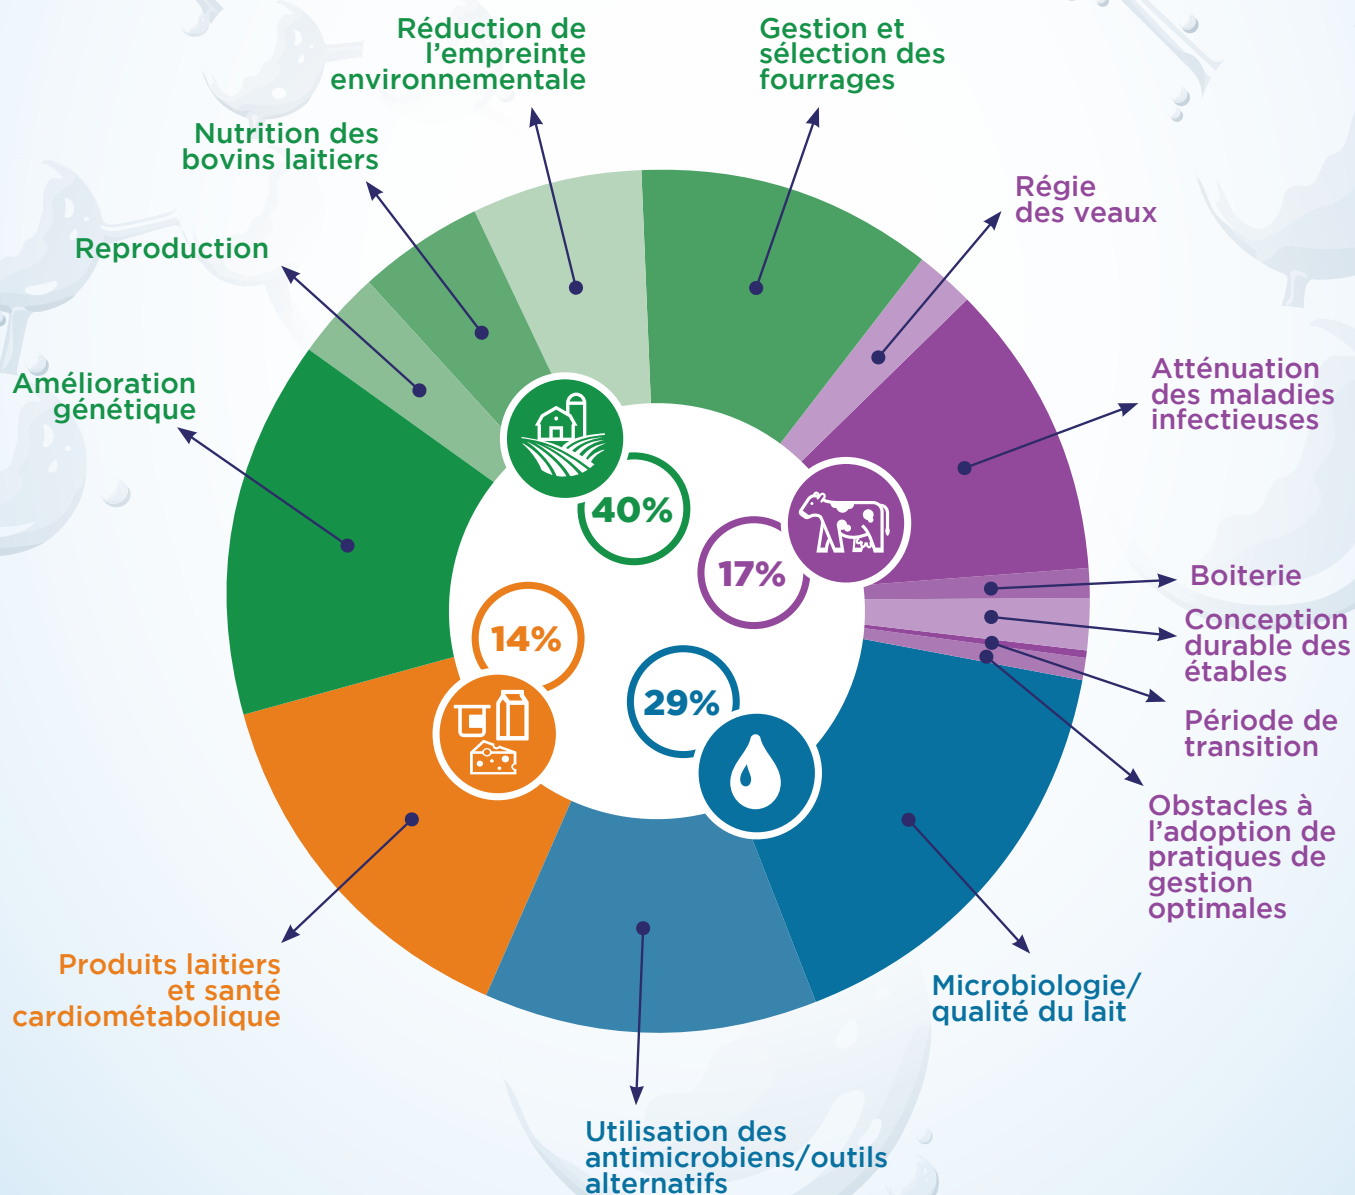 Réduction de
l'empreinte
environnementale
Gestion et
sélection des
fourrages
Nutrition des
bovins laitiers
Régie
des veaux
Reproduction
Amélioration
génétique
Atténuation
des maladies
infectieuses
40%
17%
14%
29%
Boiterie
Conception
durable des
étables
Période de
transition
Obstacles à
l'adoption de
pratiques de
gestion
optimales
Produits laitiers
et santé
cardiométabolique
Microbiologie/
qualité du lait
Utilisation des
antimicrobiens/outils
alternatifs